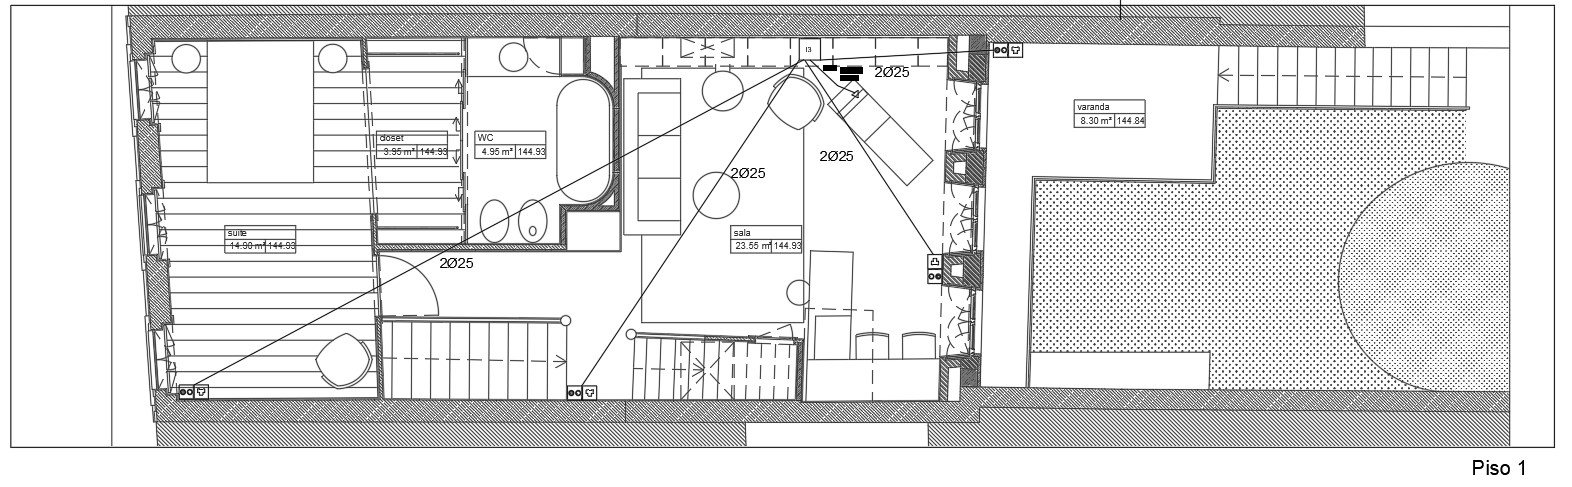 I3
2Ø25
varanda
8.30 m² 144.84
closet
3.95 m² 144.93
WC
4.95 m² 144.93
2Ø25
2Ø25
suite
14.90 m² 144.93
sala
23.55 m² 144.93
2Ø25
Piso 1